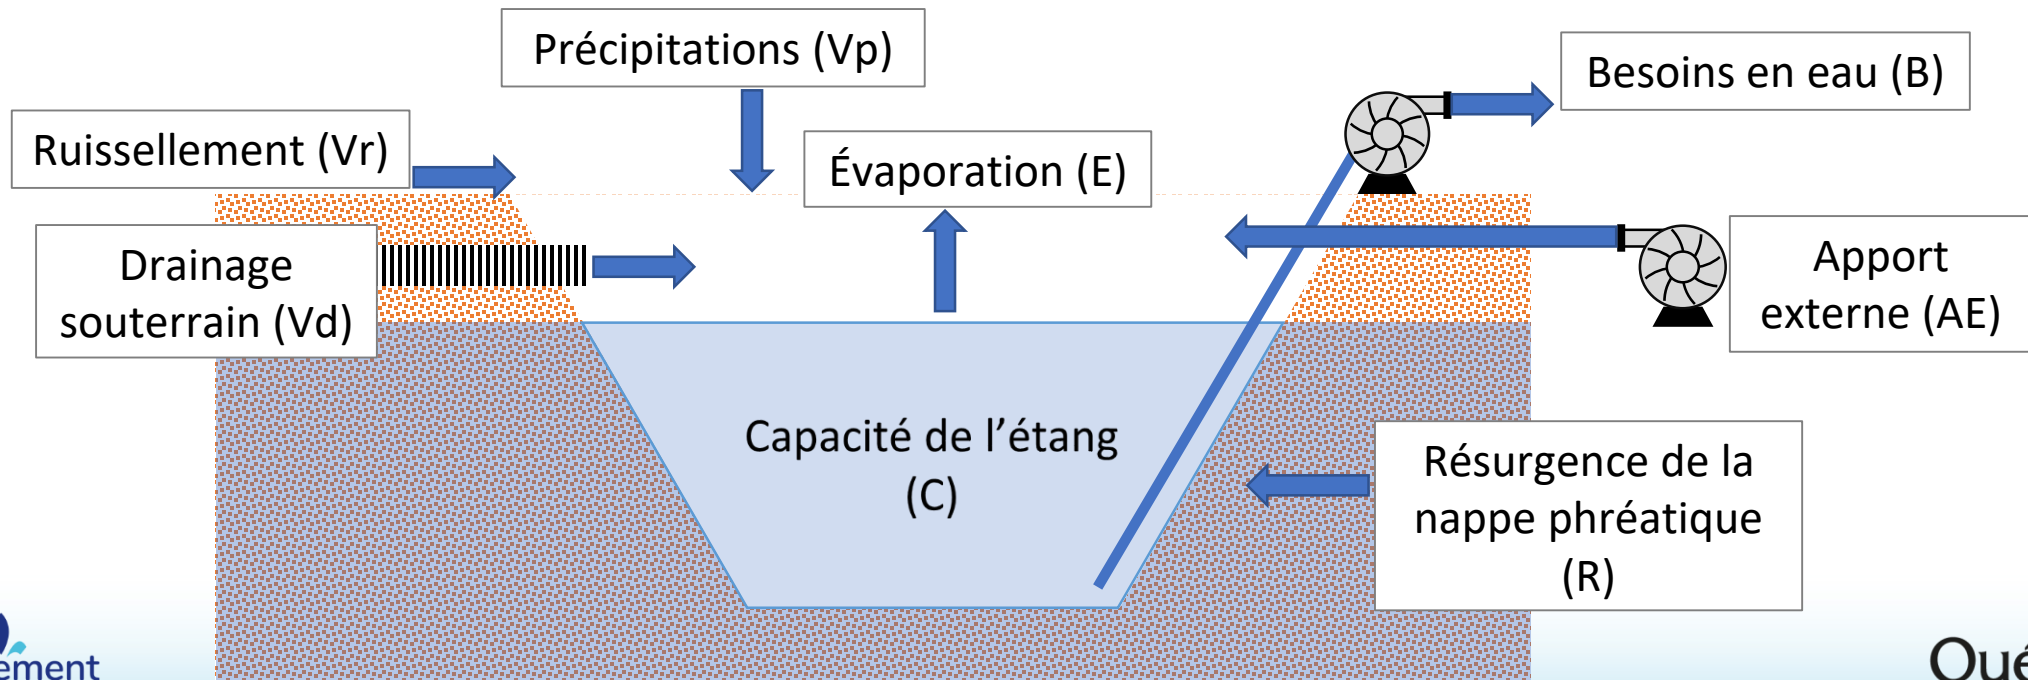 Précipitations (Vp)
Besoins en eau (B)
Ruissellement (Vr)
Évaporation (E)
Drainage
souterrain (Vd)
Apport
externe (AE)
Capacité de l’étang
(C)
Résurgence de la
nappe phréatique
(R)